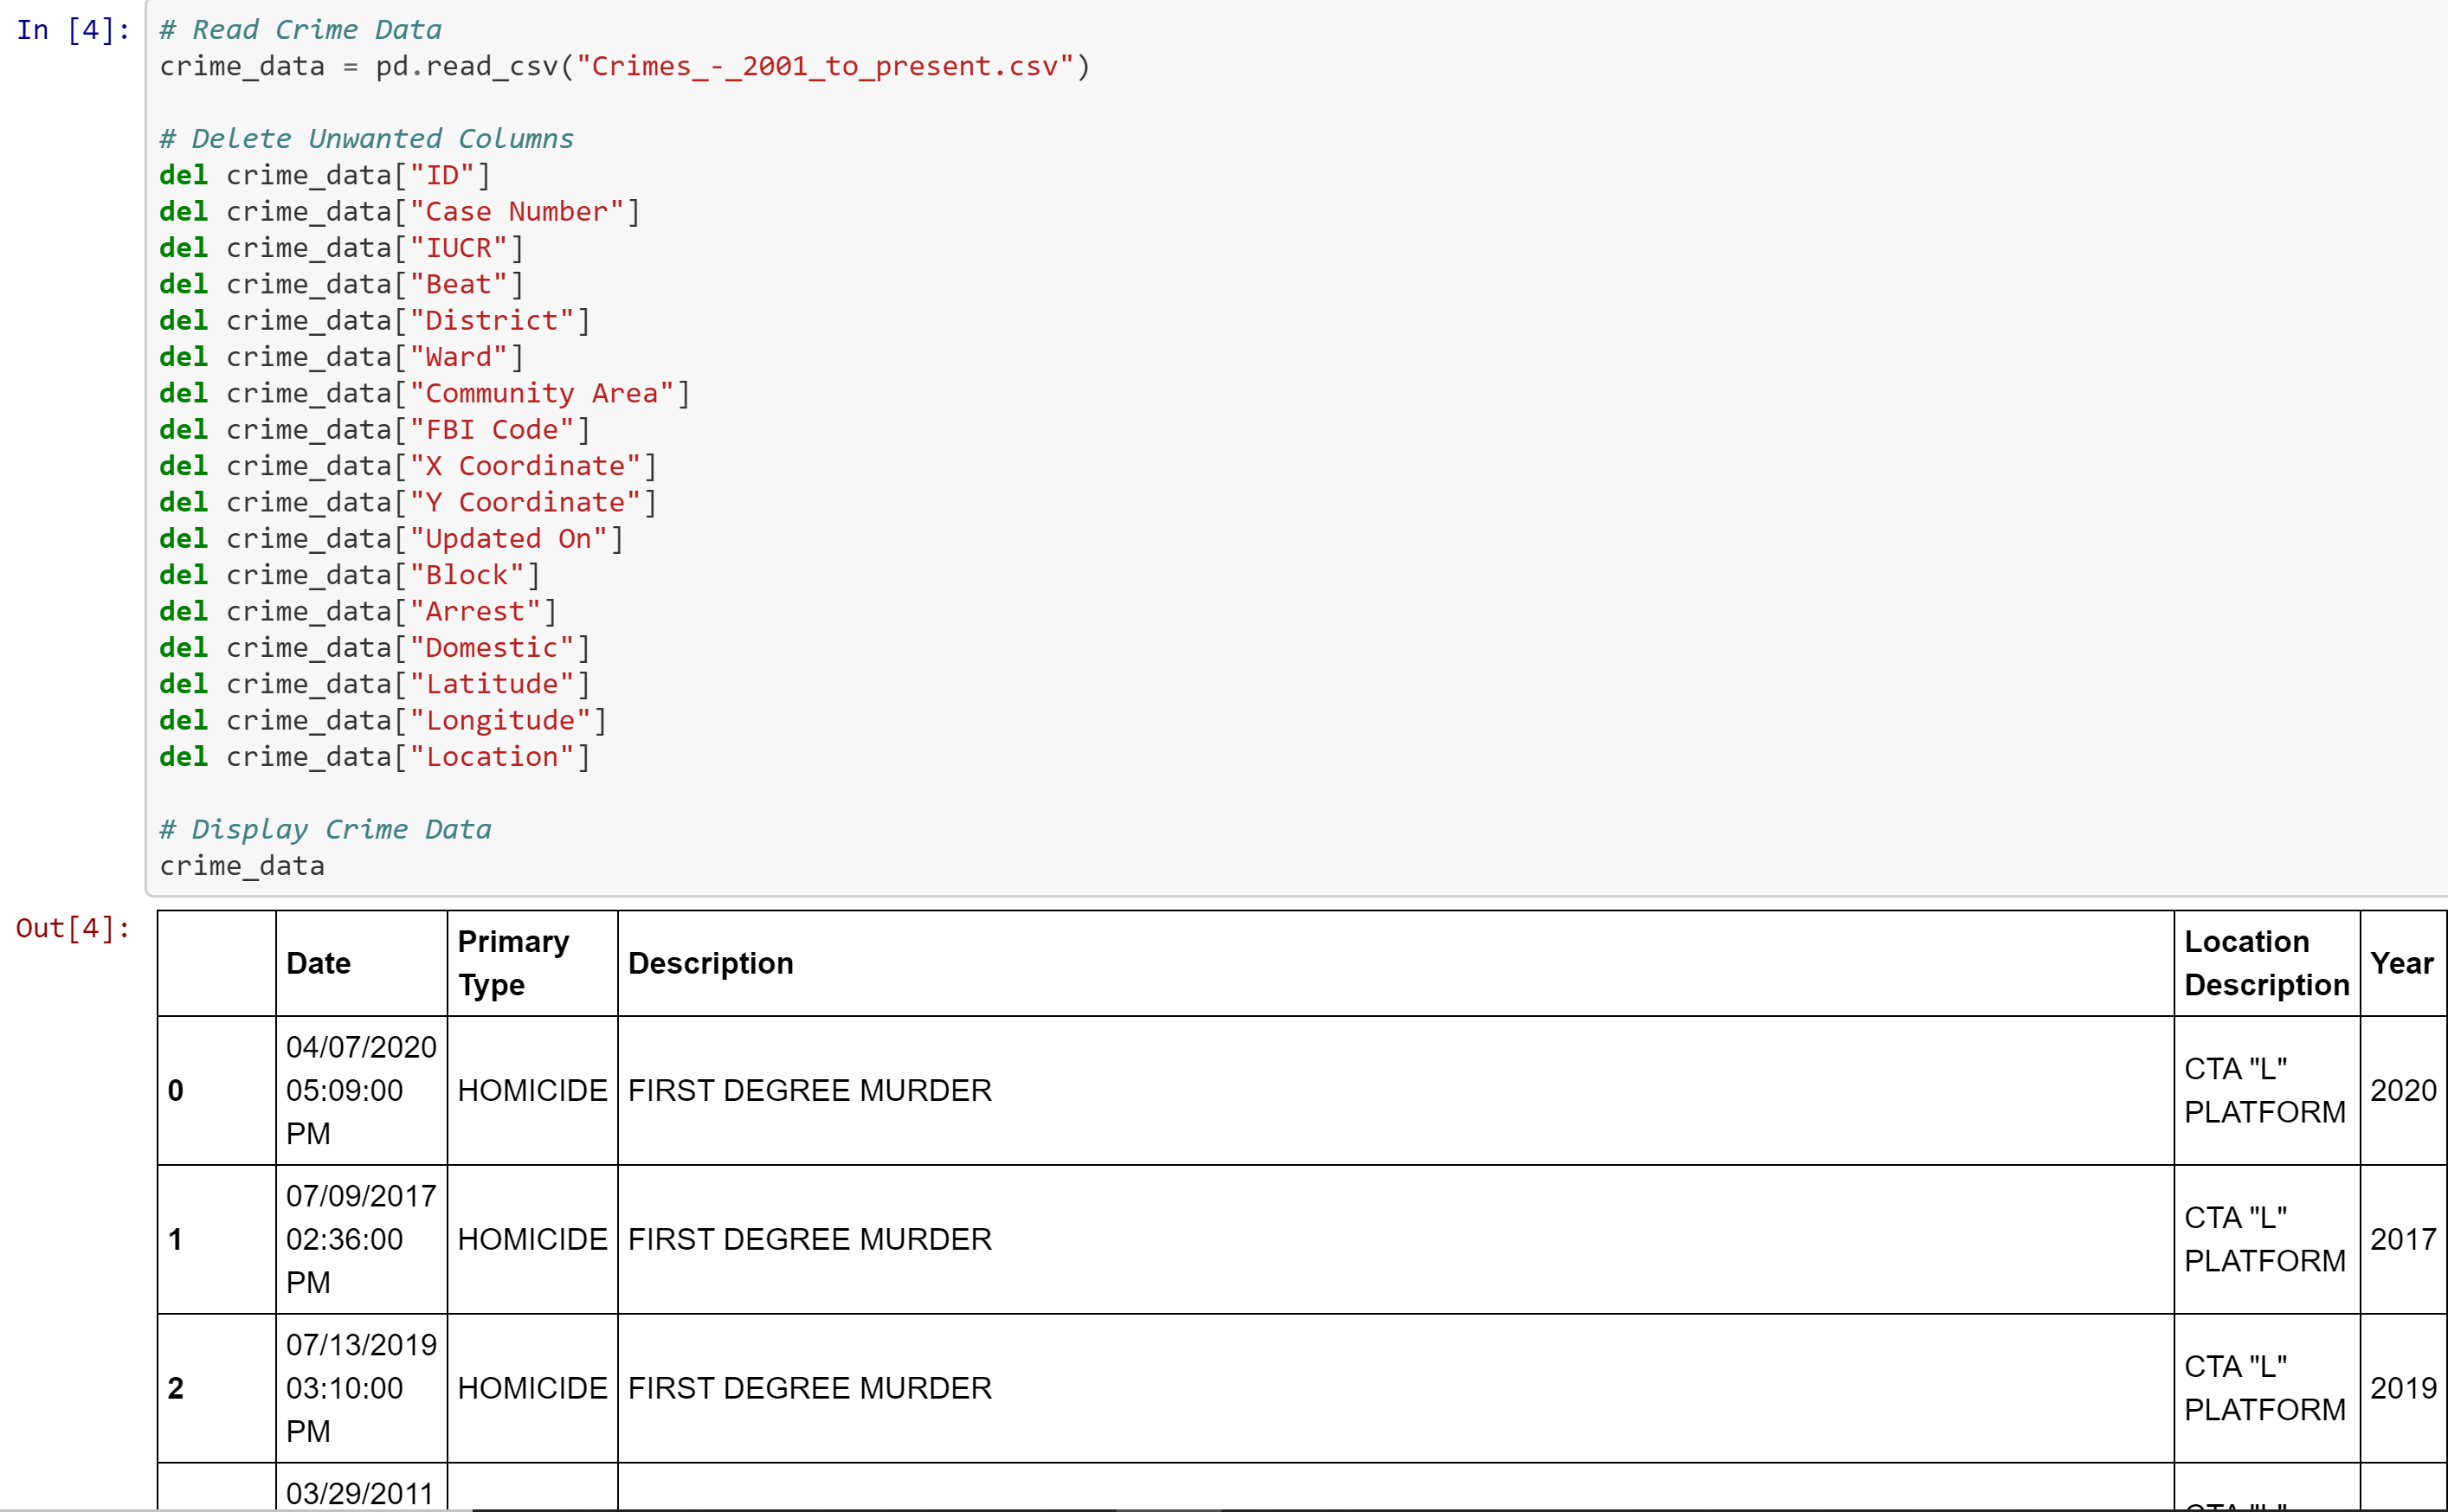 In [4]:
# Read Crime Data
crime_data = pd.read_csv("Crimes_-_2001_to_present.csv")
# Delete Unwanted Columns
del crime_data["ID"]
del crime_data["Case Number"]
del crime_data["IUCR"]
del crime_data["Beat"]
del crime_data["District"]
del crime_data["Ward"]
del crime_data["Community Area"]
del crime_data["FBI Code"]
del crime_data["X Coordinate"]
del crime_data["Y Coordinate"]
del crime_data["Updated On"]
del crime_data["Block"]
del crime_data["Arrest"]
del crime_data["Domestic"]
del crime_data["Latitude"]
del crime_data["Longitude"]
del crime_data["Location"]
# Display Crime Data
crime_data
Out[4]:
Date
Primary
Type
Description
Location
Description
Year
0
04/07/2020
05:09:00
PM
HOMICIDE
FIRST DEGREE MURDER
CTA "L"
PLATFORM
2020
1
07/09/2017
02:36:00
PM
HOMICIDE
FIRST DEGREE MURDER
CTA "L"
PLATFORM
2017
2
07/13/2019
03:10:00
PM
HOMICIDE
FIRST DEGREE MURDER
CTA "L"
PLATFORM
2019
03/29/2011